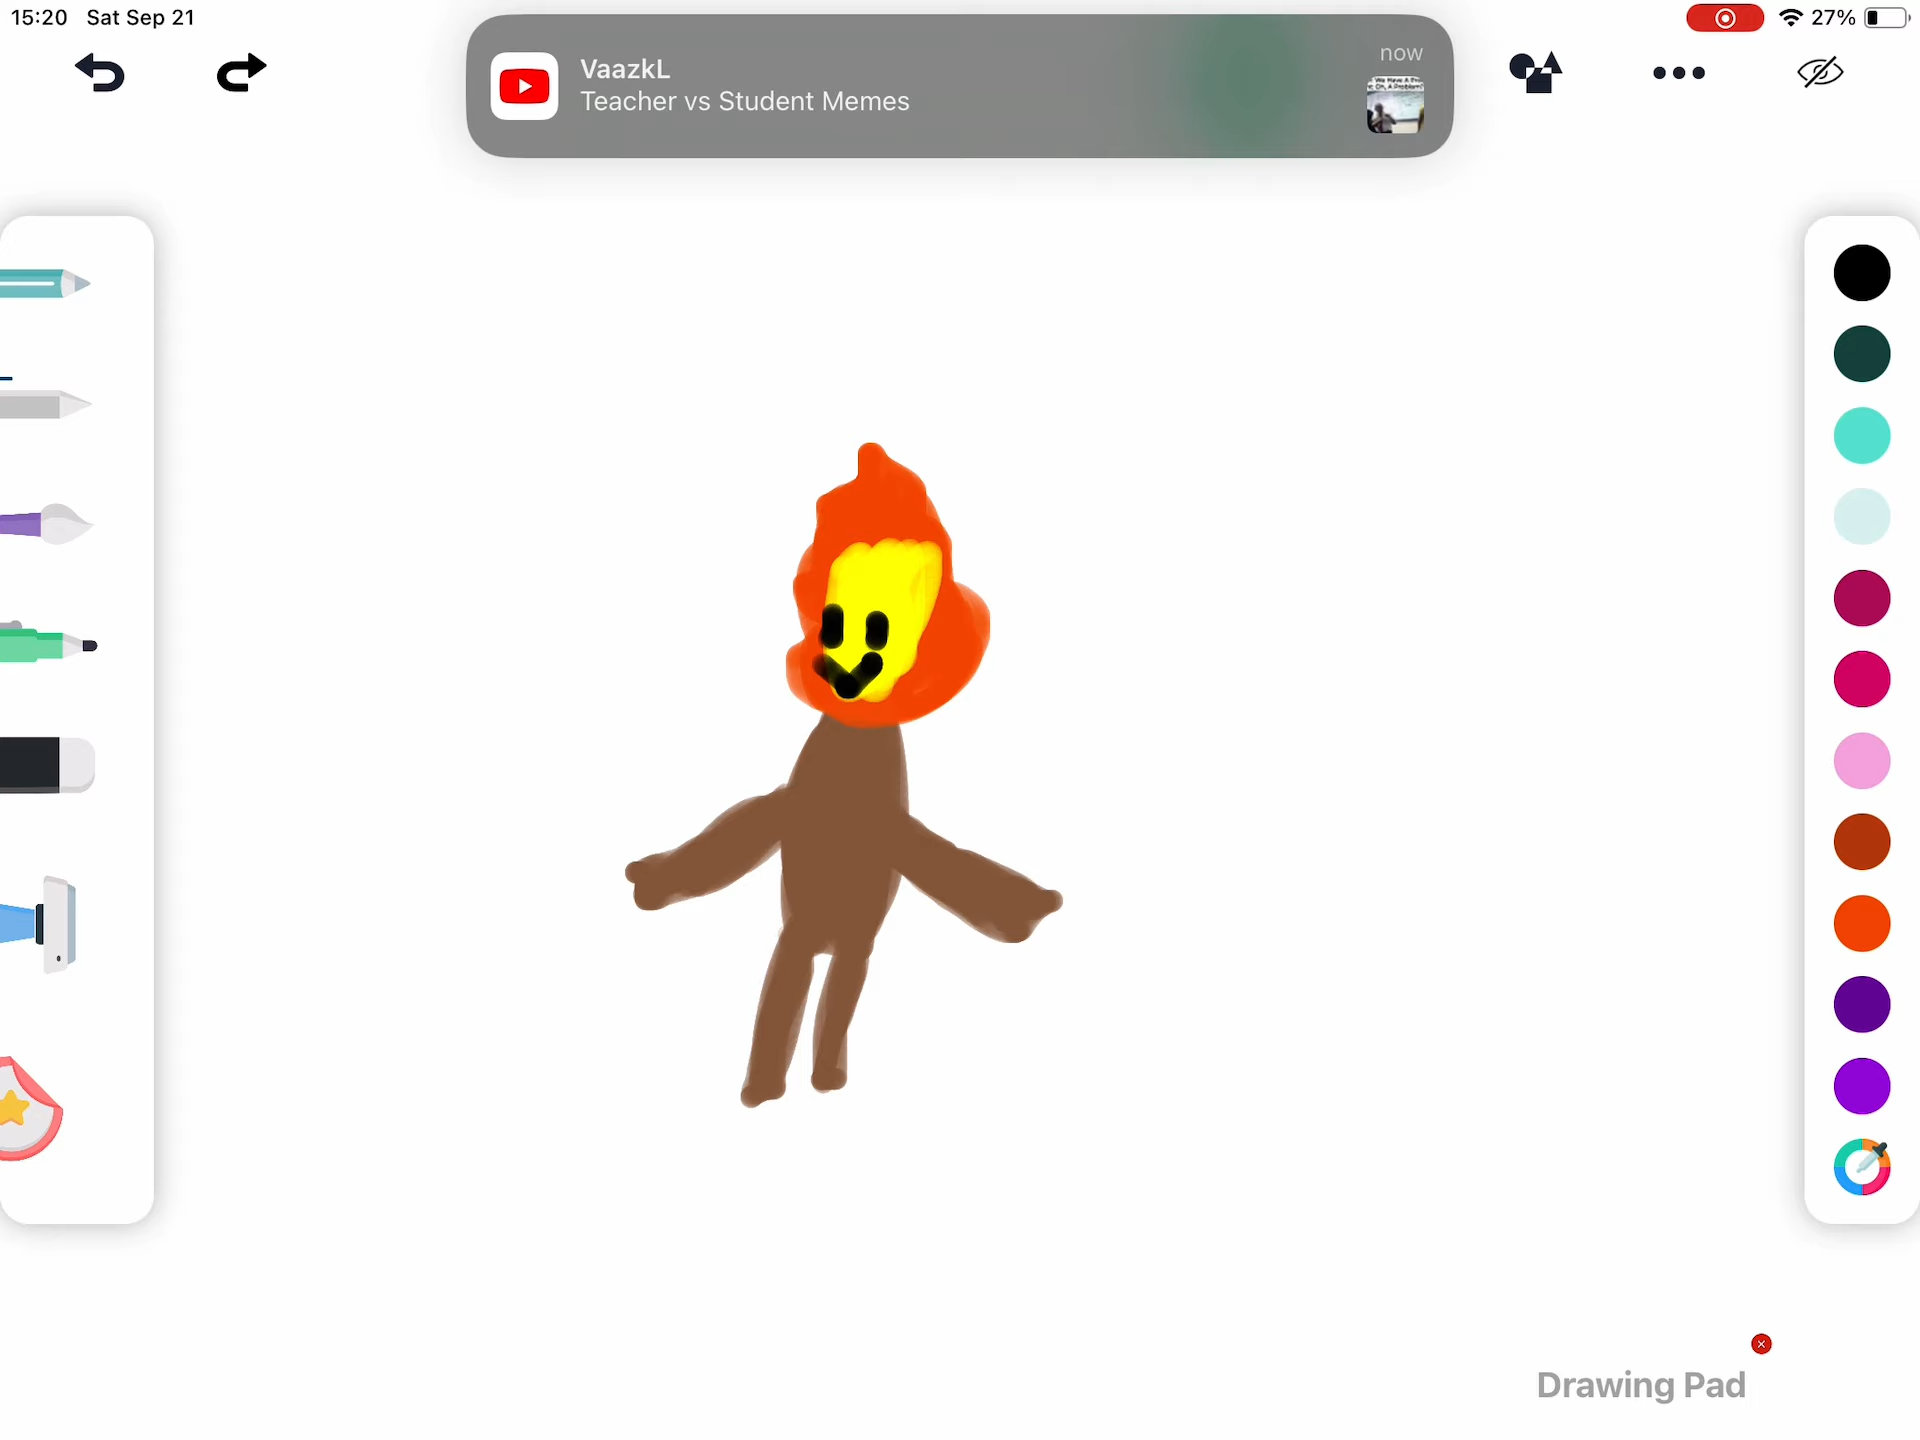 15:20 Sat Sep 21
27%
VaazkL
now
Teacher vs Student Memes
Drawing Pad